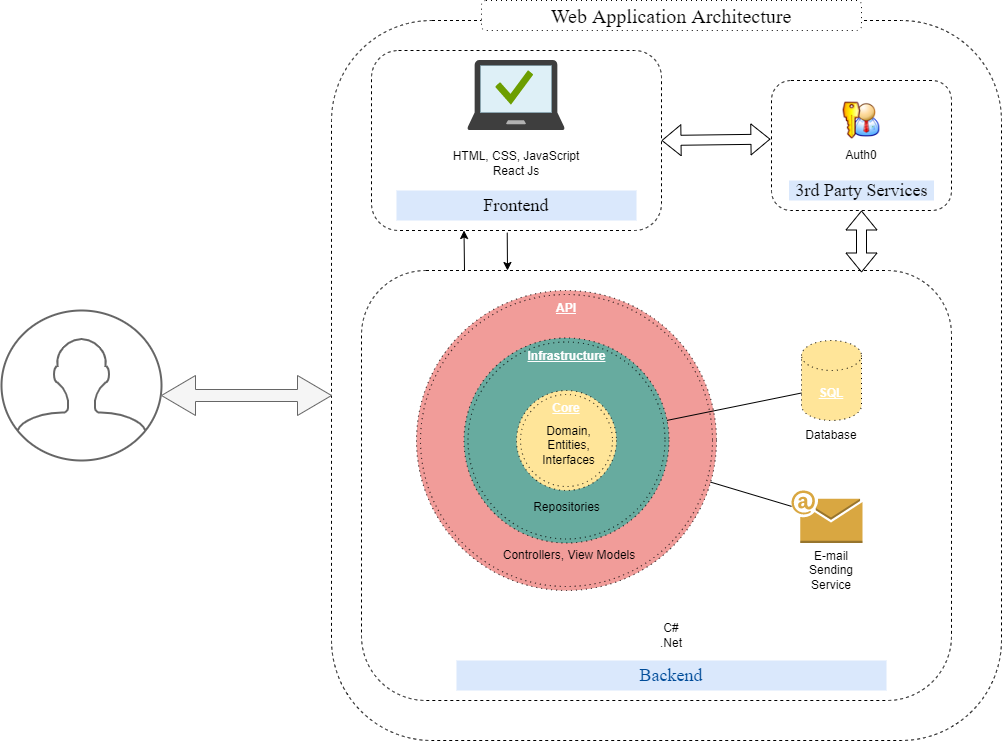 Web Application Architecture
HTML, CSS, JavaScript
React Js
Frontend
Auth0
3rd Party Services
API
Infrastructure
Core
Domain,
Entities,
Interfaces
Repositories
Controllers, View Models
SQL
Database
@
E-mail
Sending
Service
C#
.Net
Backend